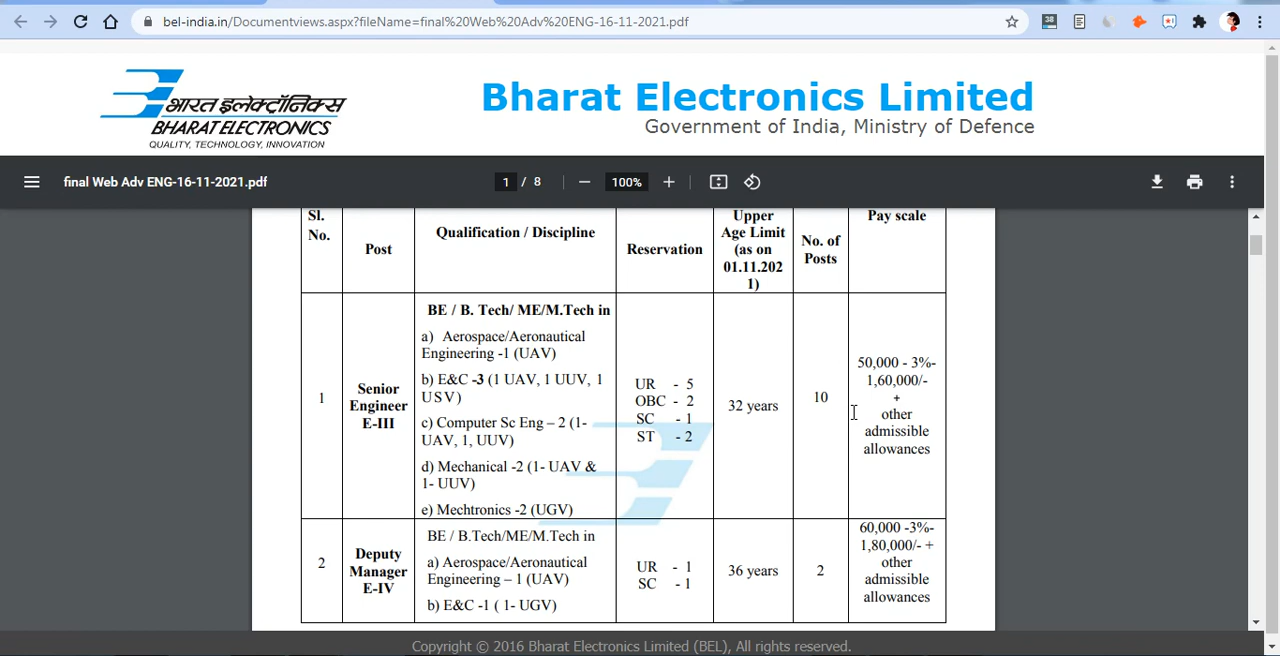 bel-india.in/Documentviews.aspx?fileName=final%20Web%20Adv%20ENG-16-11-2021.pdf
38
भारत इलेक्ट्रॉनिक्स
BHARAT ELECTRONICS
QUALITY, TECHNOLOGY, INNOVATION
Bharat Electronics Limited
Government of India, Ministry of Defence
final Web Adv ENG-16-11-2021.pdf
1 / 8
100%
Sl.
No.
Post
Qualification / Discipline
Reservation
Upper
Age Limit
(as on
01.11.202
1)
No. of
Posts
Pay scale
1
Senior
Engineer
E-III
BE / B. Tech/ ME/M.Tech in
a) Aerospace/Aeronautical
Engineering -1 (UAV)
b) E&C -3 (1 UAV, 1 UUV, 1
USV)
c) Computer Sc Eng – 2 (1-
UAV, 1, UUV)
d) Mechanical -2 (1- UAV &
1- UUV)
e) Mechtronics -2 (UGV)
UR - 5
OBC - 2
SC - 1
ST - 2
32 years
10
50,000 - 3%-
1,60,000/-
+
other
admissible
allowances
2
Deputy
Manager
E-IV
BE / B.Tech/ME/M.Tech in
a) Aerospace/Aeronautical
Engineering – 1 (UAV)
b) E&C -1 ( 1- UGV)
UR - 1
SC - 1
36 years
2
60,000 -3%-
1,80,000/- +
other
admissible
allowances
Copyright © 2016 Bharat Electronics Limited (BEL), All rights reserved.